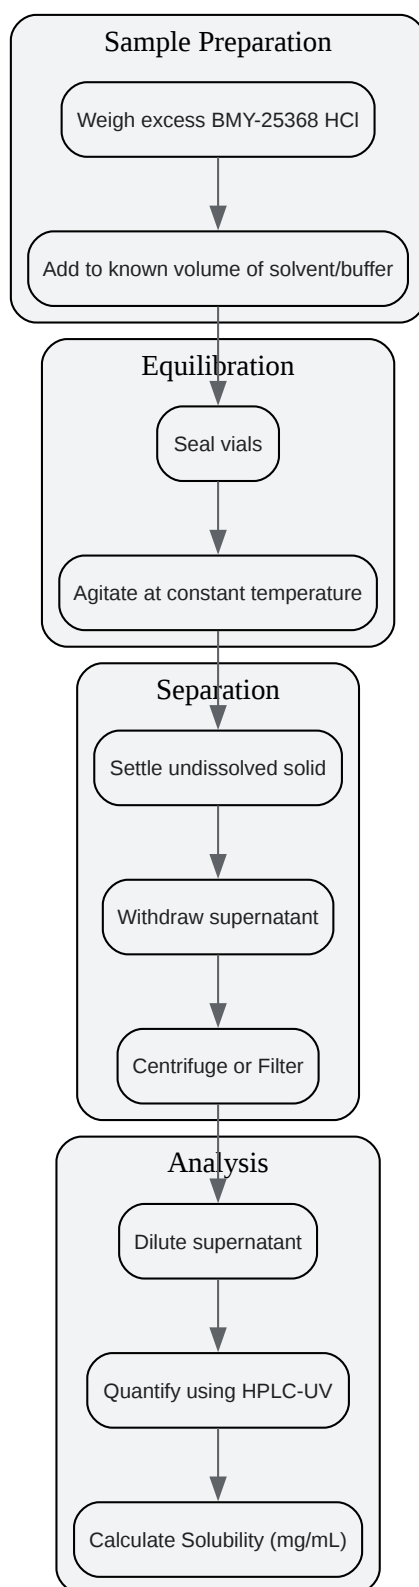 Sample Preparation
Weigh excess BMY-25368 HCl
Add to known volume of solvent/buffer
Equilibration
Seal vials
Agitate at constant temperature
Separation
Settle undissolved solid
Withdraw supernatant
Centrifuge or Filter
Analysis
Dilute supernatant
Quantify using HPLC-UV
Calculate Solubility (mg/mL)